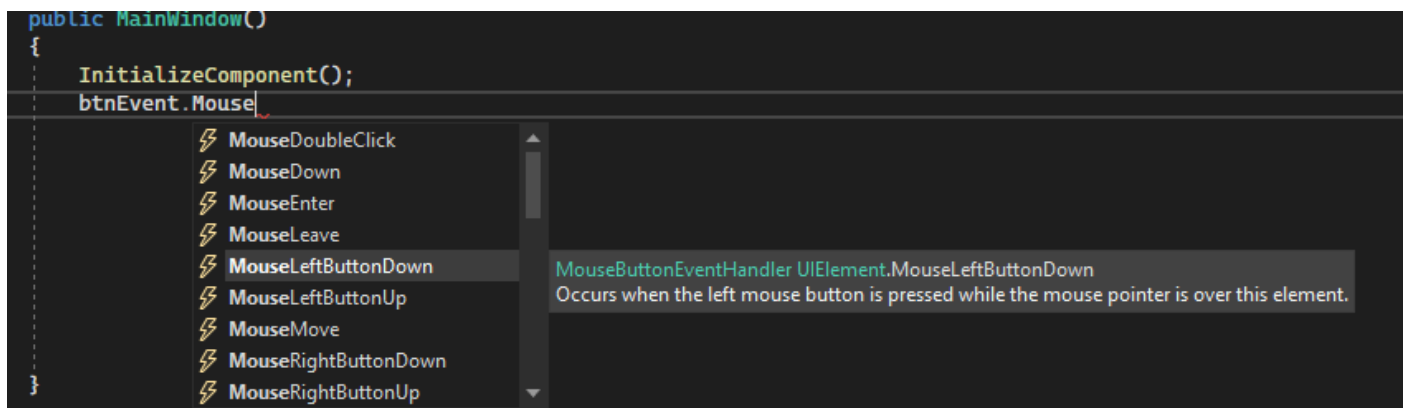 public MainWindow()
{
InitializeComponent();
btnEvent.Mouse
MouseDoubleClick
MouseDown
MouseEnter
MouseLeave
MouseLeftButtonDown
MouseButtonEventHandler UIElement.MouseLeftButtonDown
Occurs when the left mouse button is pressed while the mouse pointer is over this element.
MouseLeftButtonUp
MouseMove
MouseRightButtonDown
MouseRightButtonUp
}